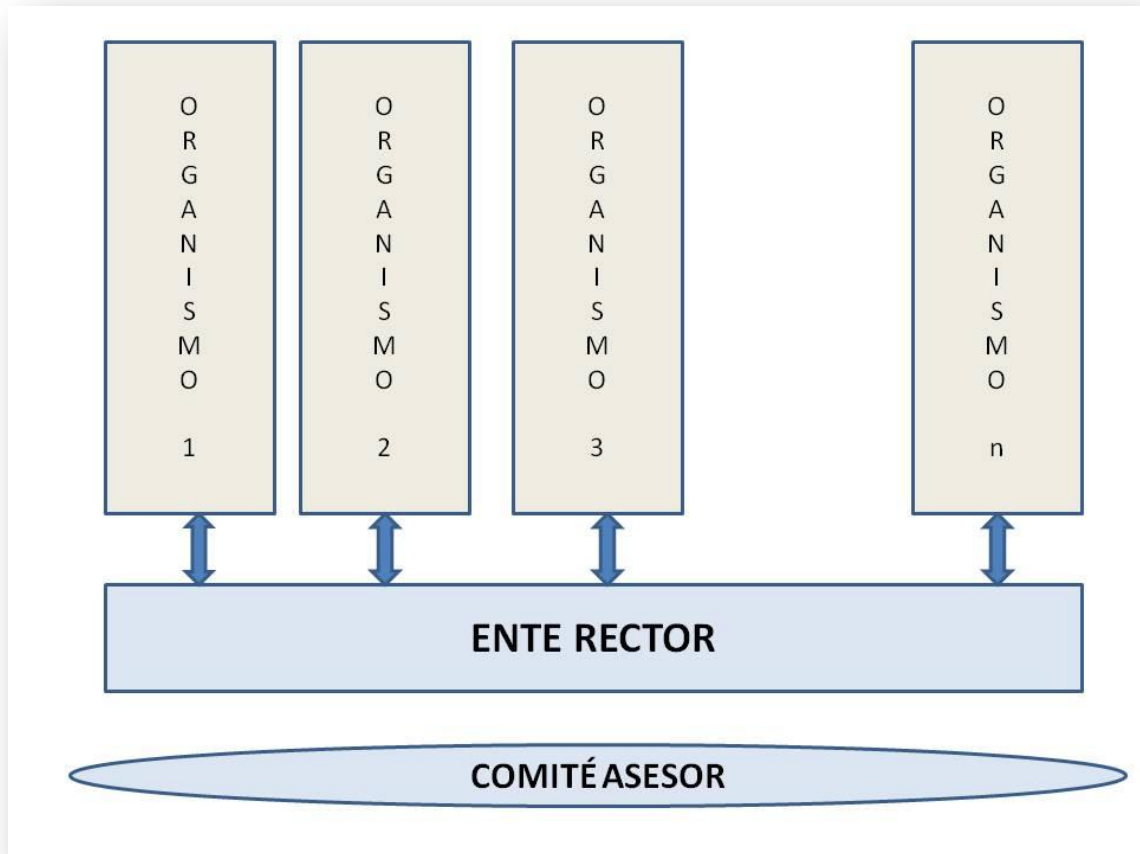 ORGANISMO 1
ORGANISMO 2
ORGANISMO 3
ORGANISMO n
ENTE RECTOR
COMITÉ ASESOR